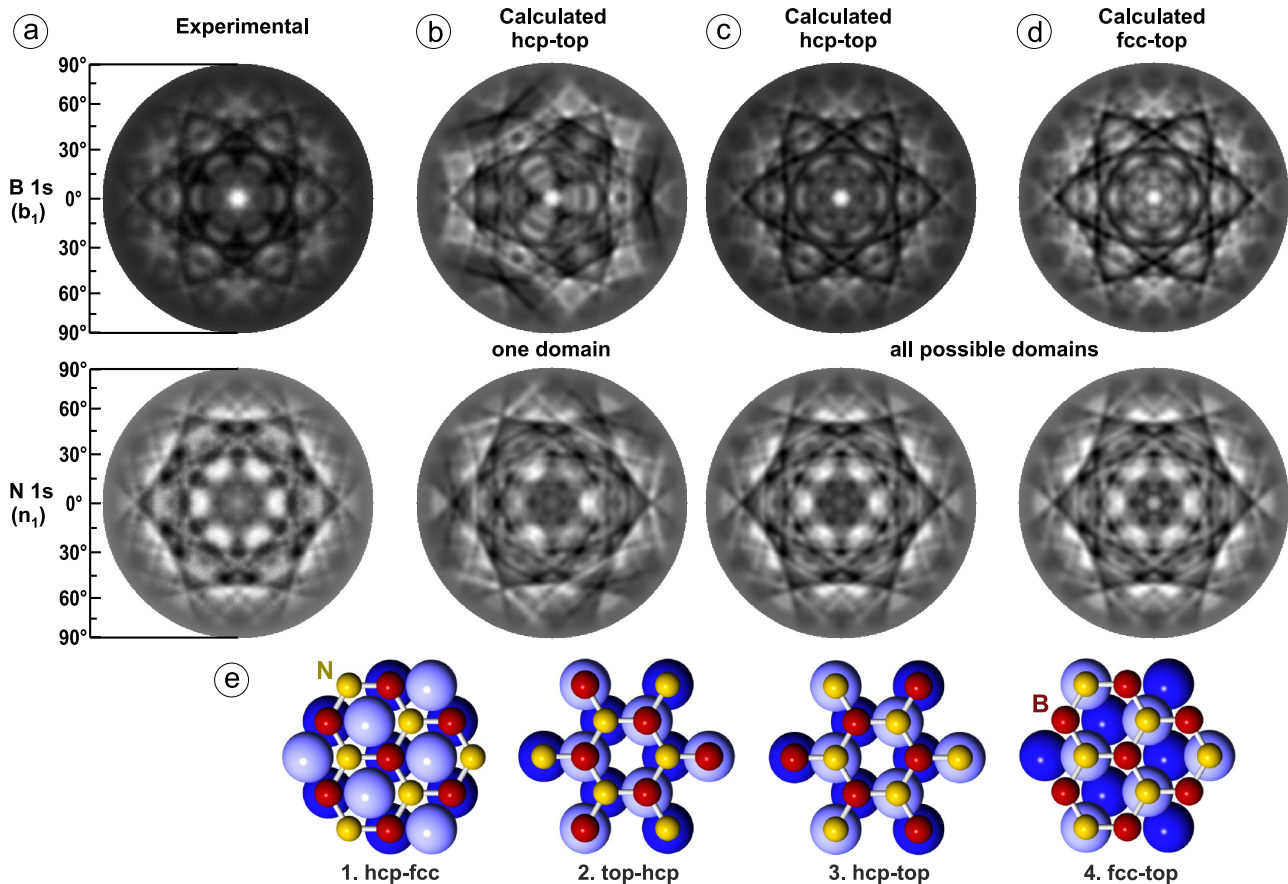 a
Experimental
b
Calculated
hcp-top
c
Calculated
hcp-top
d
Calculated
fcc-top
90°
60°
30°
0°
30°
60°
90°
B 1s
(b₁)
one domain
all possible domains
90°
60°
30°
0°
30°
60°
90°
N 1s
(n₁)
e
N
B
1. hcp-fcc
2. top-hcp
3. hcp-top
4. fcc-top